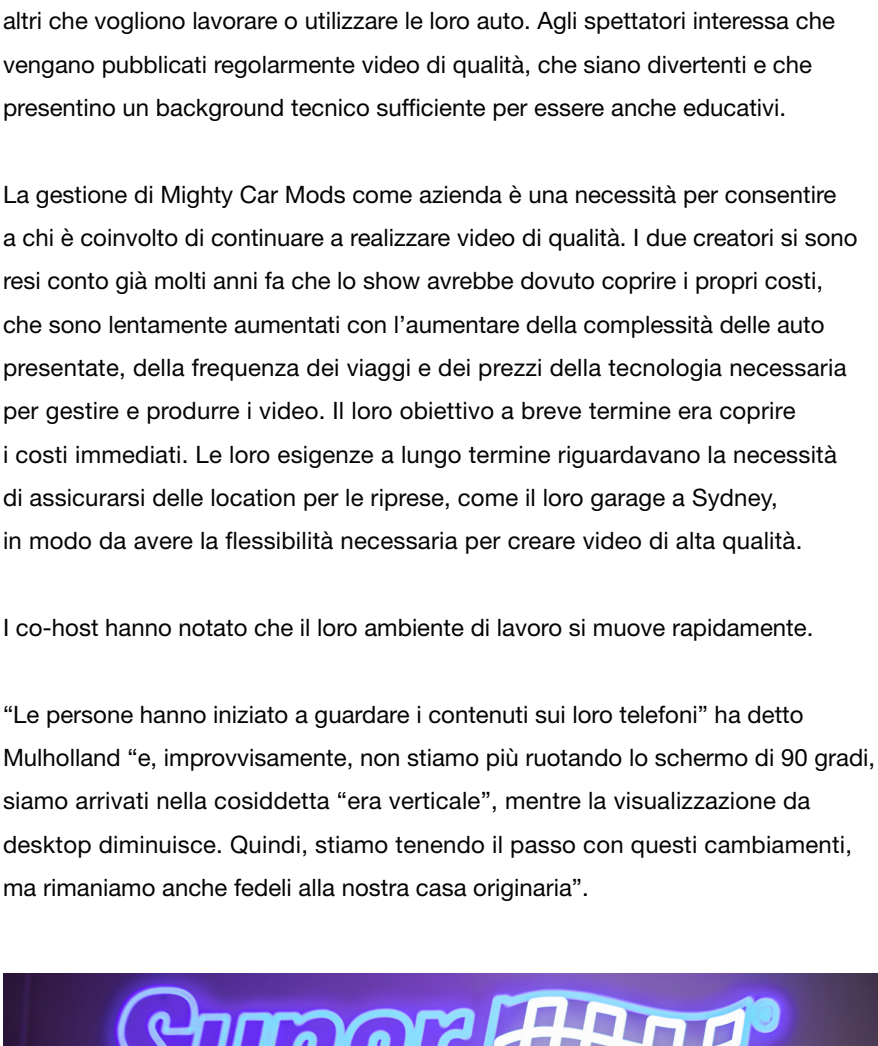 altri che vogliono lavorare o utilizzare le loro auto. Agli spettatori interessa che
vengano pubblicati regolarmente video di qualità, che siano divertenti e che
presentino un background tecnico sufficiente per essere anche educativi.
La gestione di Mighty Car Mods come azienda è una necessità per consentire
a chi è coinvolto di continuare a realizzare video di qualità. I due creatori si sono
resi conto già molti anni fa che lo show avrebbe dovuto coprire i propri costi,
che sono lentamente aumentati con l’aumentare della complessità delle auto
presentate, della frequenza dei viaggi e dei prezzi della tecnologia necessaria
per gestire e produrre i video. Il loro obiettivo a breve termine era coprire
i costi immediati. Le loro esigenze a lungo termine riguardavano la necessità
di assicurarsi delle location per le riprese, come il loro garage a Sydney,
in modo da avere la flessibilità necessaria per creare video di alta qualità.
I co-host hanno notato che il loro ambiente di lavoro si muove rapidamente.
“Le persone hanno iniziato a guardare i contenuti sui loro telefoni” ha detto
Mulholland “e, improvvisamente, non stiamo più ruotando lo schermo di 90 gradi,
siamo arrivati nella cosiddetta “era verticale”, mentre la visualizzazione da
desktop diminuisce. Quindi, stiamo tenendo il passo con questi cambiamenti,
ma rimaniamo anche fedeli alla nostra casa originaria”.
Super